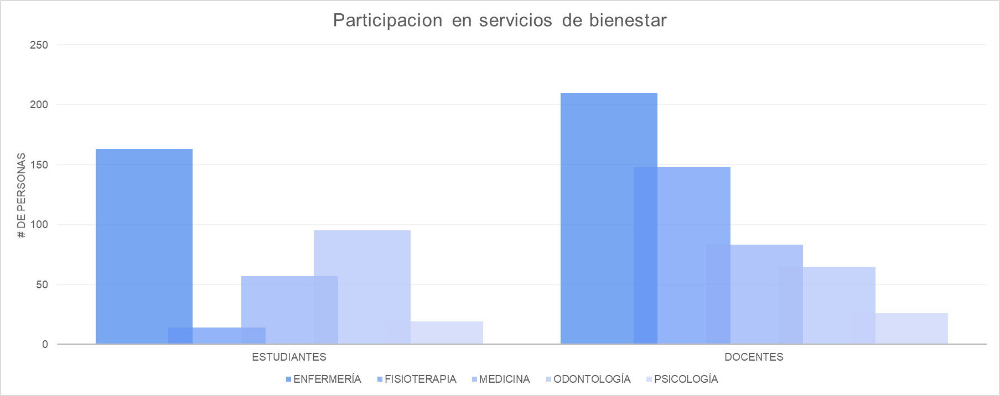 Participacion en servicios de bienestar
# DE PERSONAS
250
200
150
100
50
0
ESTUDIANTES DOCENTES
ENFERMERÍA FISIOTERAPIA MEDICINA ODONTOLOGÍA PSICOLOGÍA